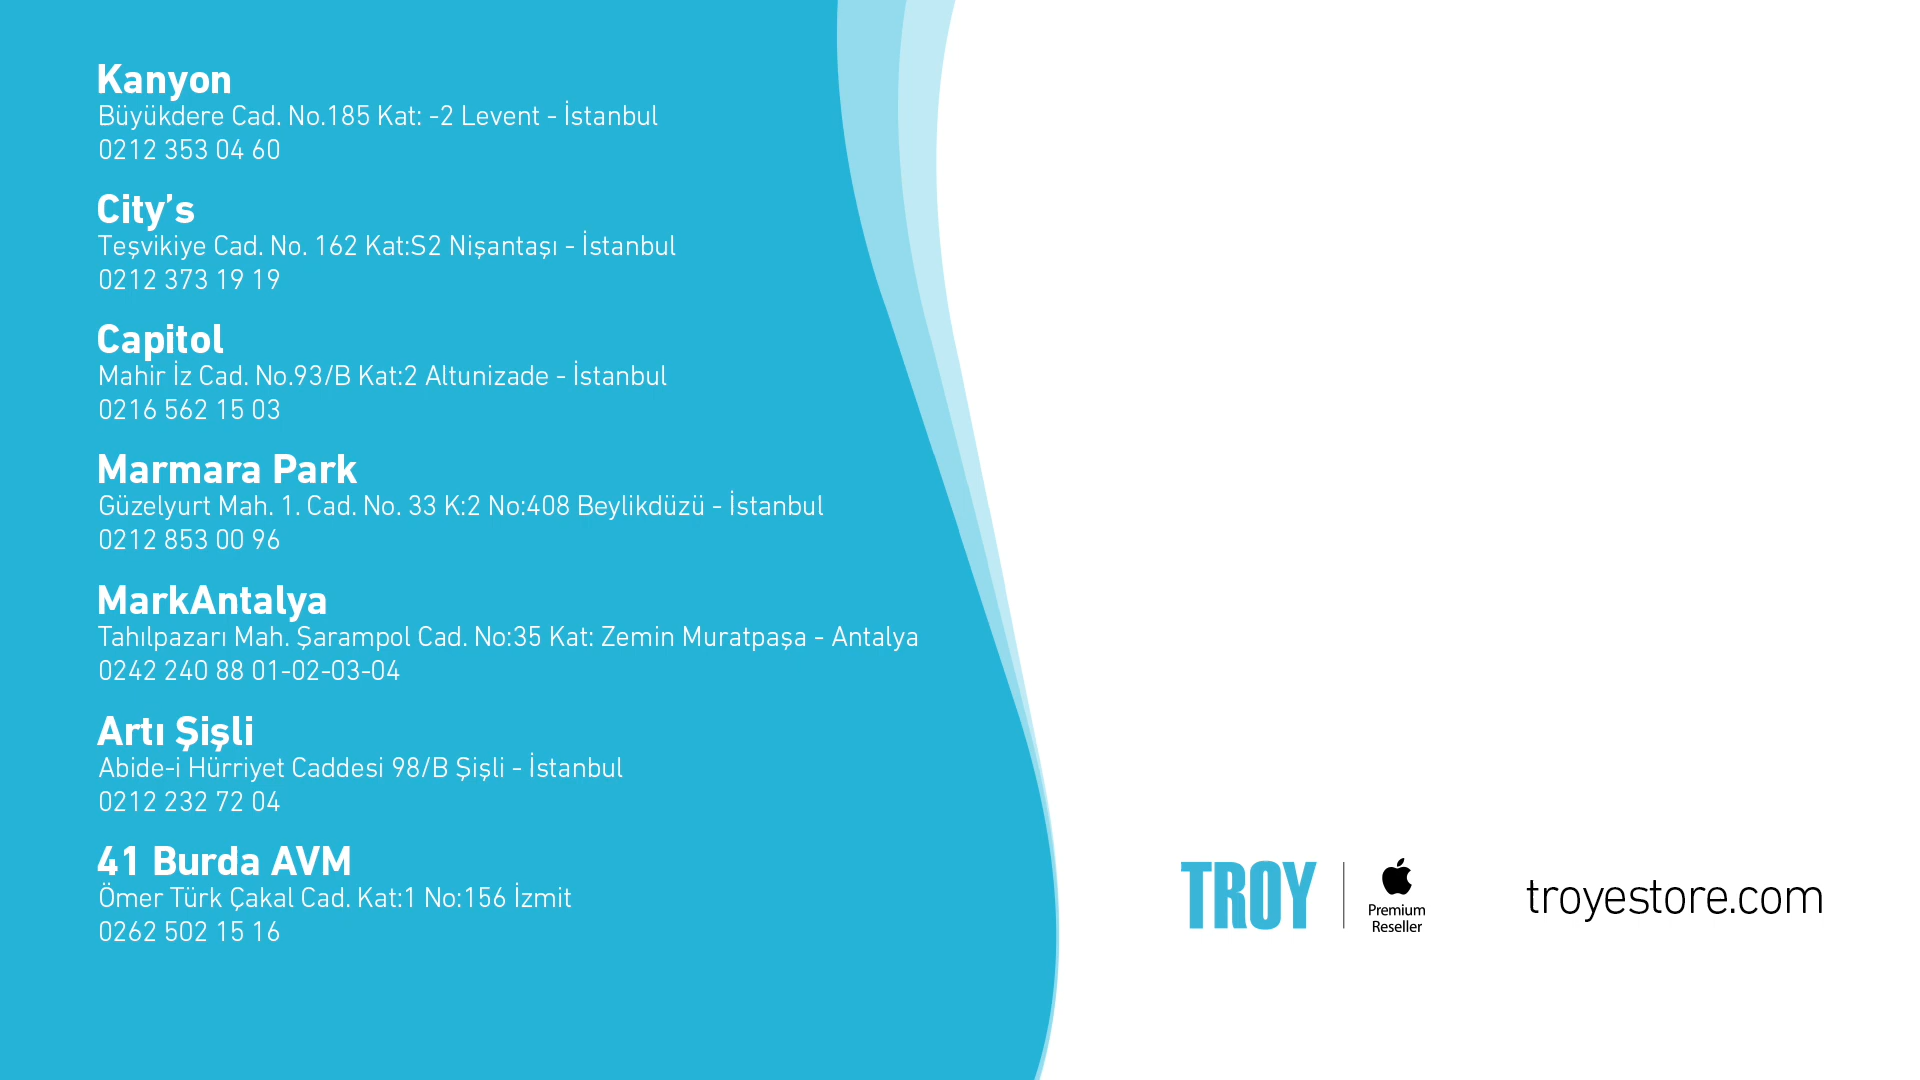 Kanyon
Büyükdere Cad. No.185 Kat: -2 Levent - İstanbul
0212 353 04 60
City’s
Teşvikiye Cad. No. 162 Kat:S2 Nişantaşı - İstanbul
0212 373 19 19
Capitol
Mahir İz Cad. No.93/B Kat:2 Altunizade - İstanbul
0216 562 15 03
Marmara Park
Güzelyurt Mah. 1. Cad. No. 33 K:2 No:408 Beylikdüzü - İstanbul
0212 853 00 96
MarkAntalya
Tahılpazarı Mah. Şarampol Cad. No:35 Kat: Zemin Muratpaşa - Antalya
0242 240 88 01-02-03-04
Artı Şişli
Abide-i Hürriyet Caddesi 98/B Şişli - İstanbul
0212 232 72 04
41 Burda AVM
Ömer Türk Çakal Cad. Kat:1 No:156 İzmit
0262 502 15 16
TROY
Premium
Reseller
troyestore.com